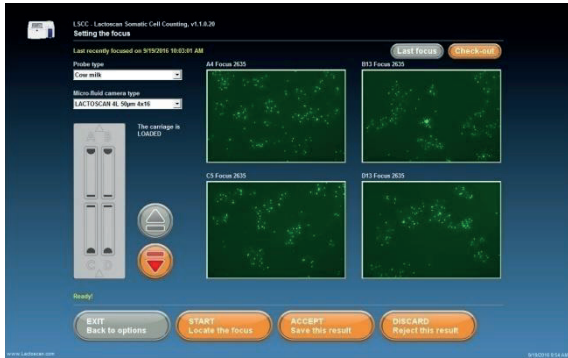 LSCC - Lactoscan Somatic Cell Counting, v1.1.0.20
Setting the focus
Last recently focused on 9/19/2016 10:03:01 AM
Last focus
Check-out
Probe type
Cow milk
Micro-fluid camera type
LACTOSCAN 4L 50µm 4x16
The carriage is
LOADED
A B
C D
A4 Focus 2635
B13 Focus 2635
C5 Focus 2635
D13 Focus 2635
Ready!
EXIT
Back to options
START
Locate the focus
ACCEPT
Save this result
DISCARD
Reject this result
www.lactoscan.com